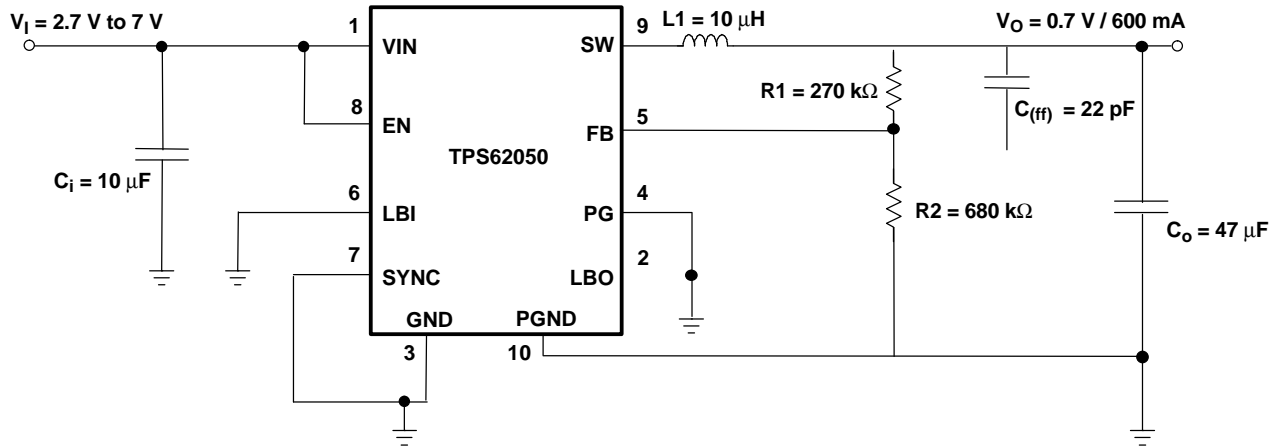 V_I = 2.7 V to 7 V
1
VIN
8
EN
C_i = 10 μF
6
LBI
7
SYNC
GND
3
PGND
10
TPS62050
SW
9
FB
5
PG
4
LBO
2
L1 = 10 μH
V_O = 0.7 V / 600 mA
R1 = 270 kΩ
C_(ff) = 22 pF
R2 = 680 kΩ
C_o = 47 μF